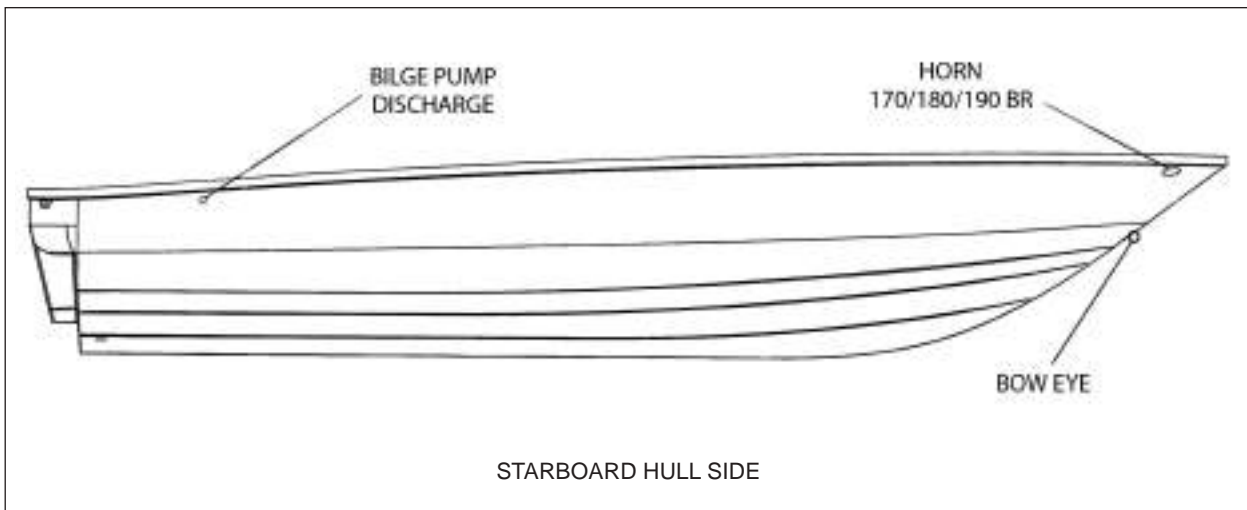 BILGE PUMP
DISCHARGE
HORN
170/180/190 BR
BOW EYE
STARBOARD HULL SIDE